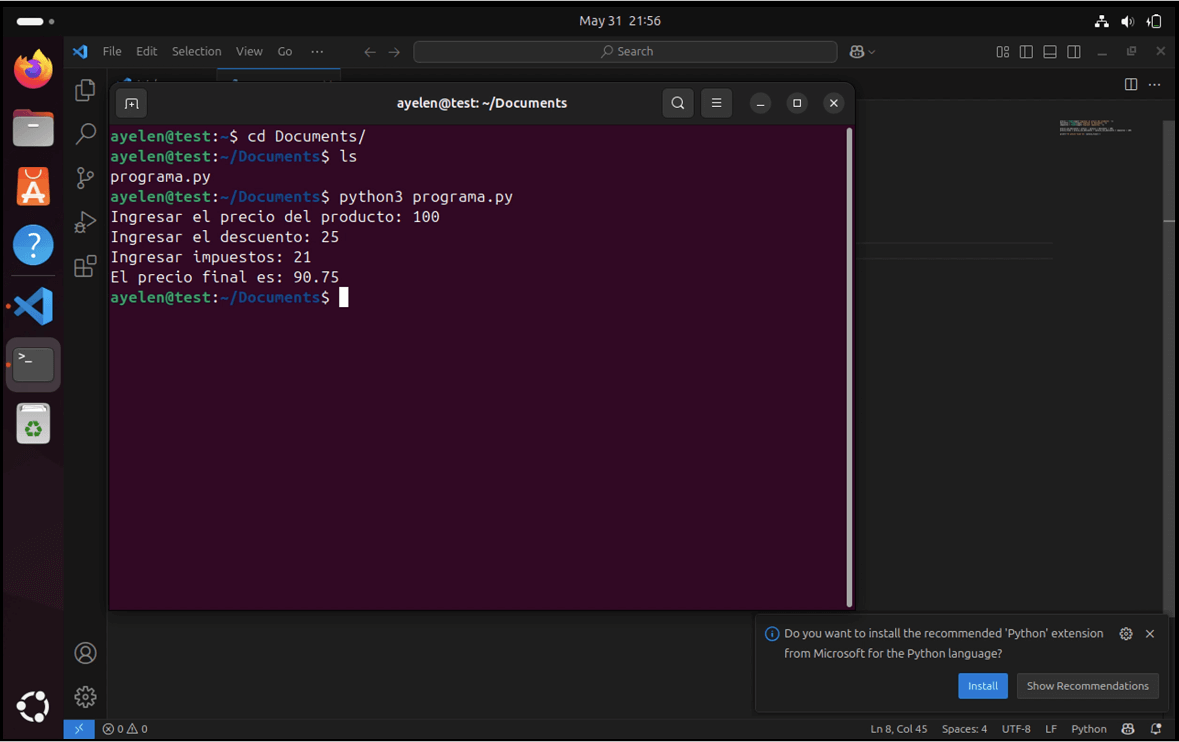 May 31 21:56
File Edit Selection View Go ···
Search
ayelen@test: ~/Documents
ayelen@test:~$ cd Documents/
ayelen@test:~/Documents$ ls
programa.py
ayelen@test:~/Documents$ python3 programa.py
Ingresar el precio del producto: 100
Ingresar el descuento: 25
Ingresar impuestos: 21
El precio final es: 90.75
ayelen@test:~/Documents$
Do you want to install the recommended 'Python' extension
from Microsoft for the Python language?
Install Show Recommendations
0 0 Ln 8, Col 45 Spaces: 4 UTF-8 LF Python